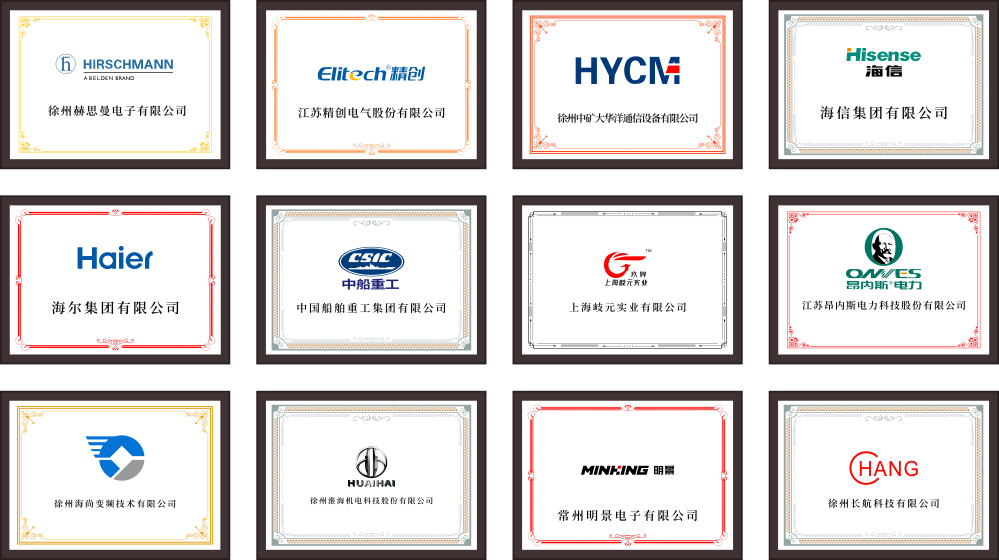 HIRSCHMANN
A BELDEN BRAND
徐州赫思曼电子有限公司
Elitech®精创
江苏精创电气股份有限公司
HYCM
徐州中矿大华洋通信设备有限公司
Hisense
海信
海信集团有限公司
Haier
海尔集团有限公司
CSIC
中船重工
中国船舶重工集团有限公司
玖牌
TM
上海岐元实业
上海岐元实业有限公司
ONVES
昂内斯®电力
江苏昂内斯电力科技股份有限公司
徐州海尚变频技术有限公司
HUAIHAI
徐州淮海机电科技股份有限公司
MINKING 明景
常州明景电子有限公司
CHANG
徐州长航科技有限公司